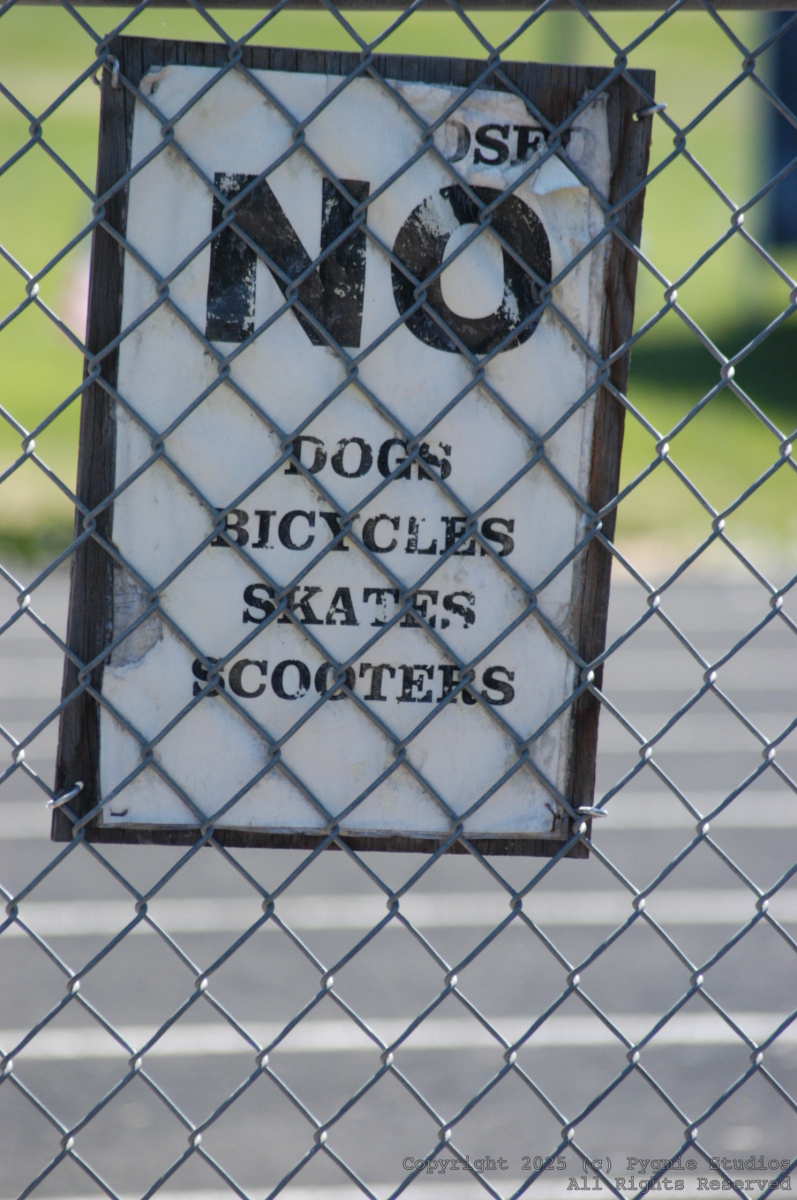 OSED
NO
DOGS
BICYCLES
SKATES
SCOOTERS
Copyright 2025 (c) Pygmie Studios
All Rights Reserved